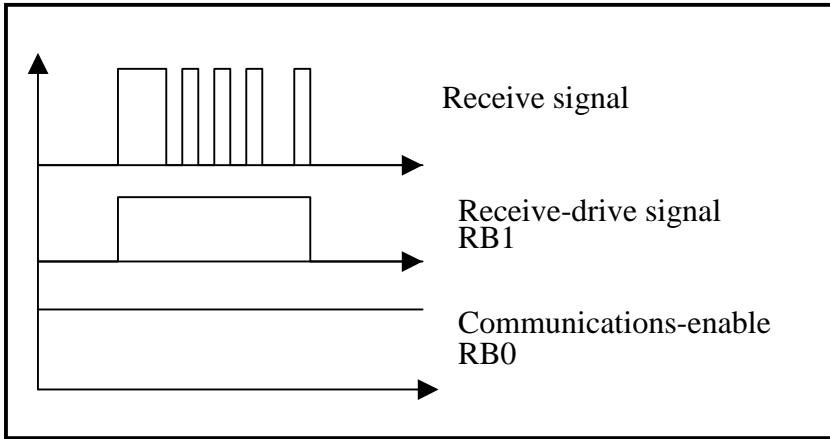 Receive signal
Receive-drive signal
RB1
Communications-enable
RB0